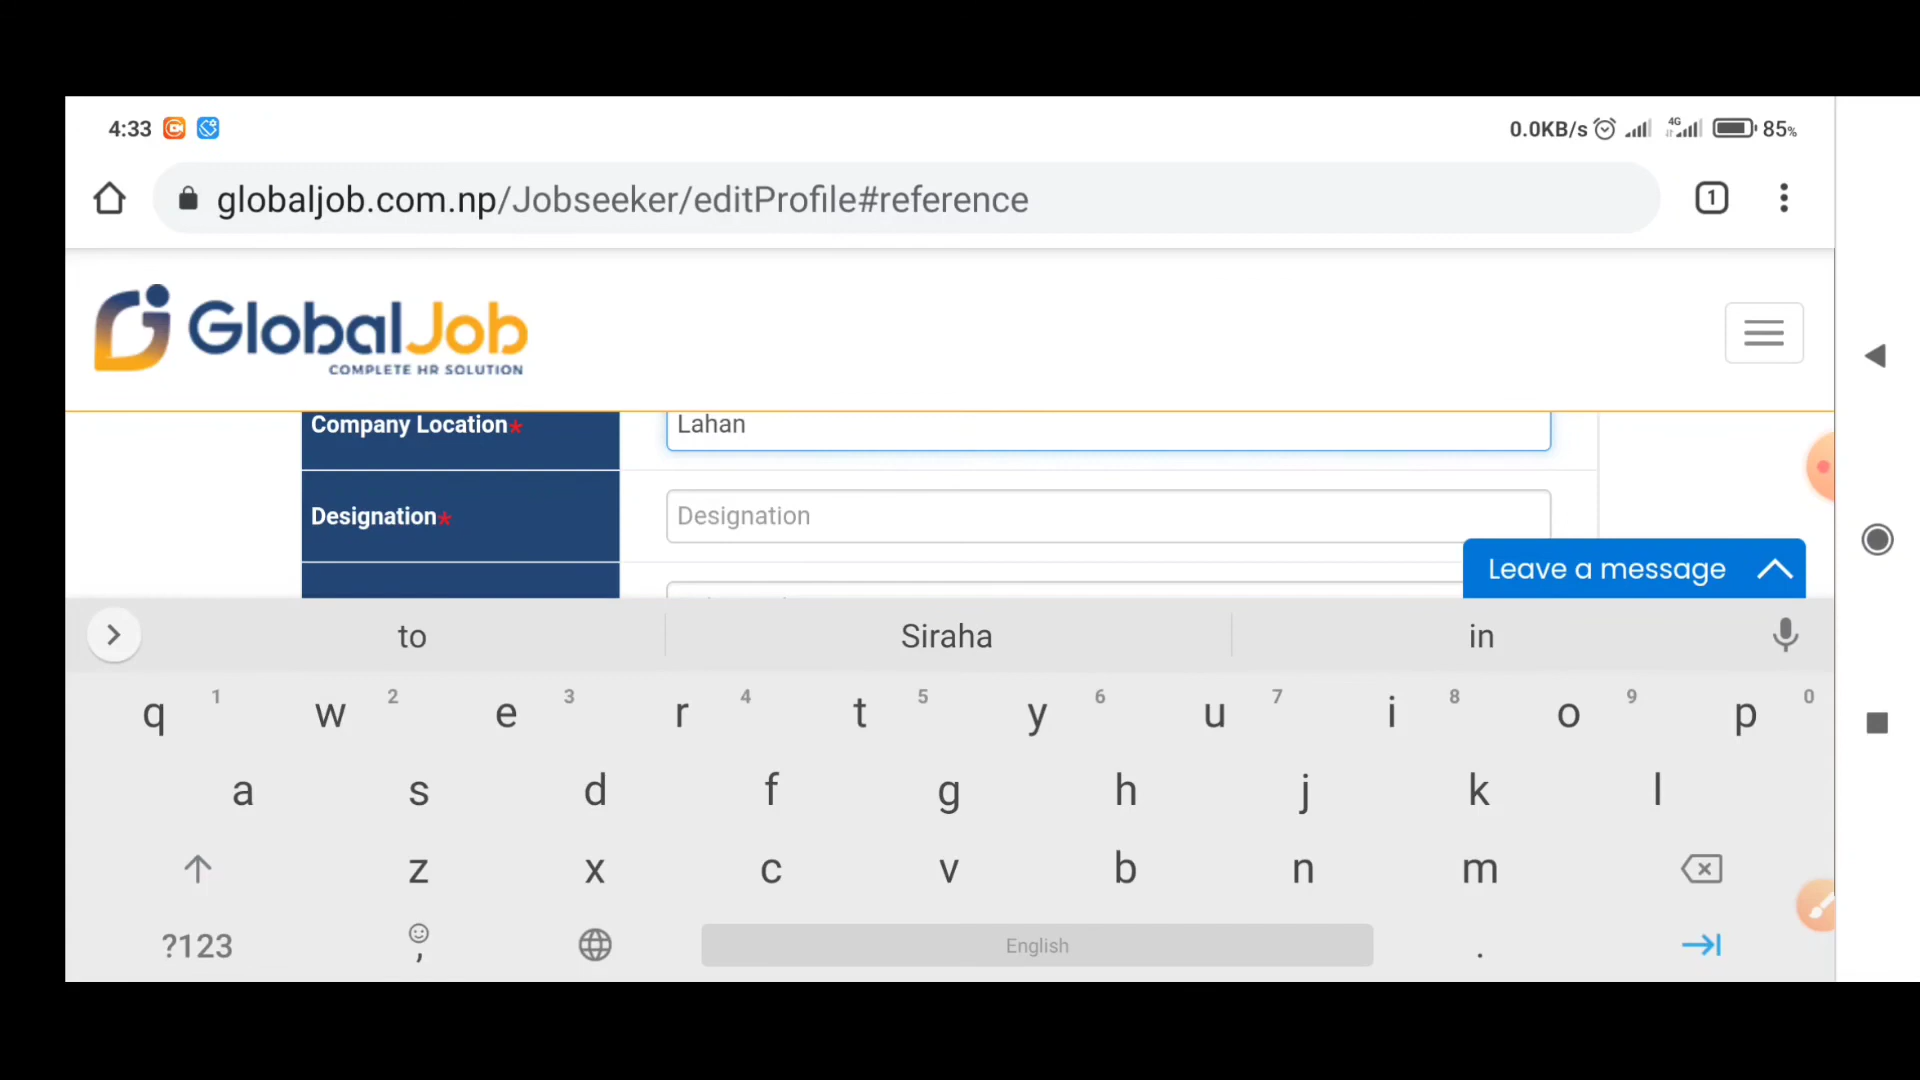 4:33 0.0KB/s 4G 85%
globaljob.com.np/Jobseeker/editProfile#reference 1
GlobalJob
COMPLETE HR SOLUTION
Company Location* Lahan
Designation* Designation
Leave a message
to Siraha in
q 1 w 2 e 3 r 4 t 5 y 6 u 7 i 8 o 9 p 0
a s d f g h j k l
z x c v b n m
?123 , English .